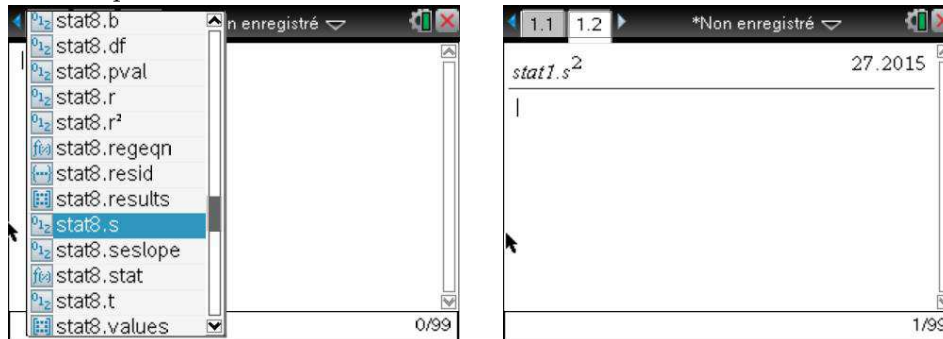 stat8.b
n enregistré
stat8.df
stat8.pval
stat8.r
stat8.r²
stat8.regeqn
stat8.resid
stat8.results
stat8.s
stat8.seslope
stat8.stat
stat8.t
stat8.values
0/99
1.1 1.2 *Non enregistré
stat1.s² 27.2015
1/99